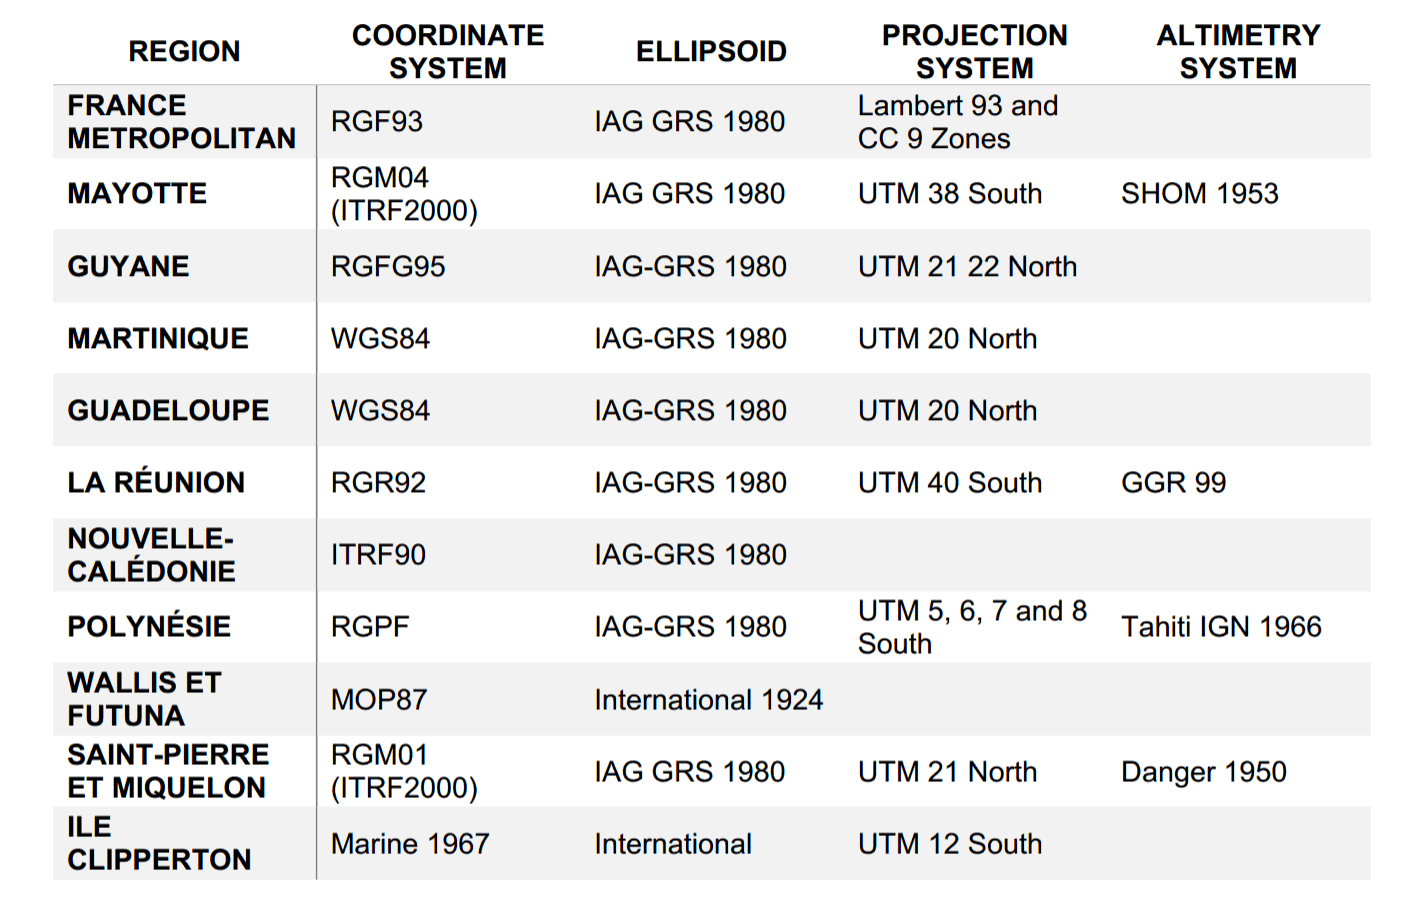 REGION COORDINATE SYSTEM ELLIPSOID PROJECTION SYSTEM ALTIMETRY SYSTEM
FRANCE METROPOLITAN RGF93 IAG GRS 1980 Lambert 93 and CC 9 Zones
MAYOTTE RGM04 (ITRF2000) IAG GRS 1980 UTM 38 South SHOM 1953
GUYANE RGFG95 IAG-GRS 1980 UTM 21 22 North
MARTINIQUE WGS84 IAG-GRS 1980 UTM 20 North
GUADELOUPE WGS84 IAG-GRS 1980 UTM 20 North
LA RÉUNION RGR92 IAG-GRS 1980 UTM 40 South GGR 99
NOUVELLE-CALÉDONIE ITRF90 IAG-GRS 1980
POLYNÉSIE RGPF IAG-GRS 1980 UTM 5, 6, 7 and 8 South Tahiti IGN 1966
WALLIS ET FUTUNA MOP87 International 1924
SAINT-PIERRE ET MIQUELON RGM01 (ITRF2000) IAG GRS 1980 UTM 21 North Danger 1950
ILE CLIPPERTON Marine 1967 International UTM 12 South